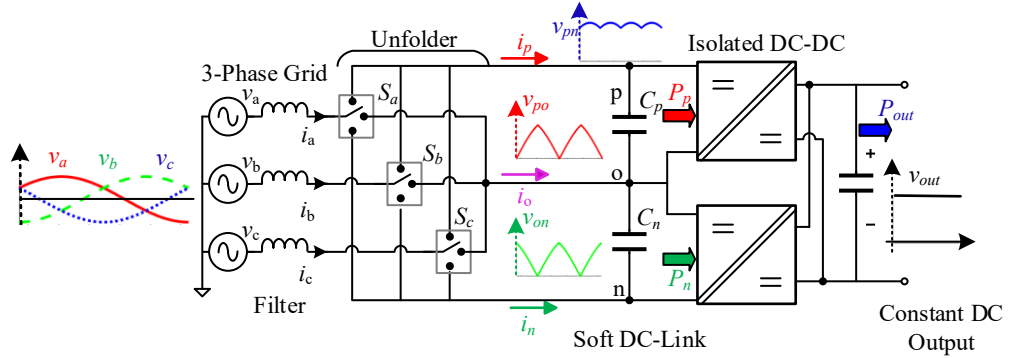 Unfolder
i_p
v_pn
Isolated DC-DC
3-Phase Grid
v_a
S_a
i_a
v_po
p
C_p
P_p
P_out
v_a v_b v_c
v_b
S_b
i_b
i_o
o
+
v_out
−
v_c
S_c
i_c
v_on
C_n
P_n
n
Filter
i_n
Soft DC-Link
Constant DC
Output